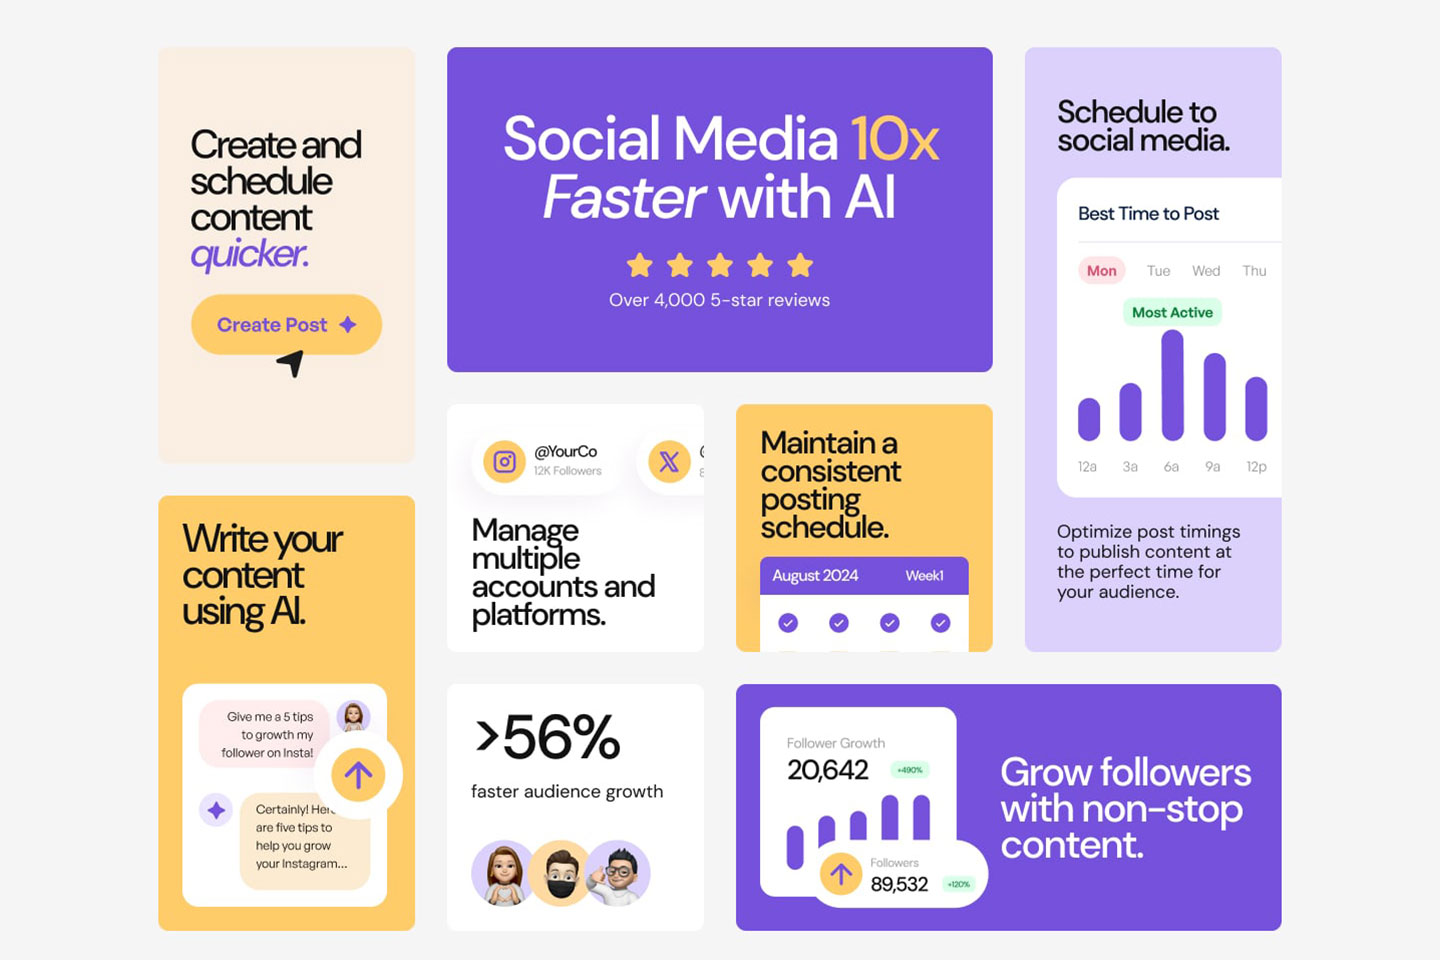 Create and
schedule
content
quicker.
Create Post
Social Media 10x
Faster with AI
Over 4,000 5-star reviews
Schedule to
social media.
Best Time to Post
Mon Tue Wed Thu
Most Active
12a 3a 6a 9a 12p
Optimize post timings
to publish content at
the perfect time for
your audience.
Write your
content
using AI.
Give me a 5 tips
to growth my
follower on Insta!
Certainly! Here
are five tips to
help you grow
your Instagram...
@YourCo
12K Followers
Manage
multiple
accounts and
platforms.
Maintain a
consistent
posting
schedule.
August 2024 Week1
>56%
faster audience growth
Follower Growth
20,642 +490%
Followers
89,532 +120%
Grow followers
with non-stop
content.